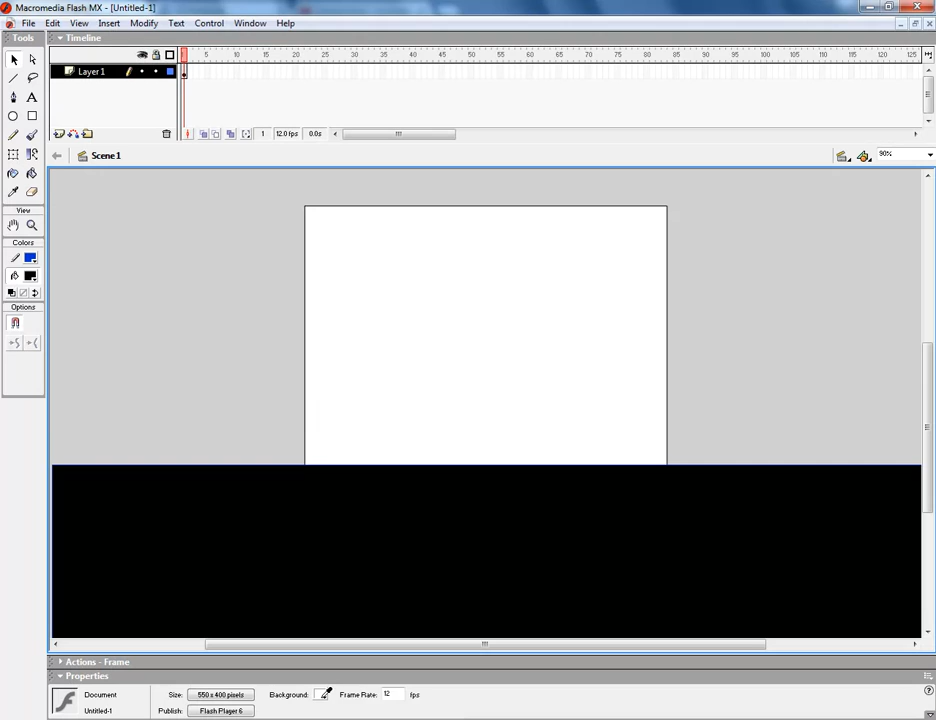 Macromedia Flash MX - [Untitled-1]
File Edit View Insert Modify Text Control Window Help
Tools
Timeline
1 5 10 15 20 25 30 35 40 45 50 55 60 65 70 75 80 85 90 95 100 105 110 115 120 125
Layer 1
1 12.0 fps 0.0s
Scene 1
90%
View
Colors
Options
Actions - Frame
Properties
Document
Size: 550 x 400 pixels Background: Frame Rate: 12 fps
Untitled-1
Publish: Flash Player 6